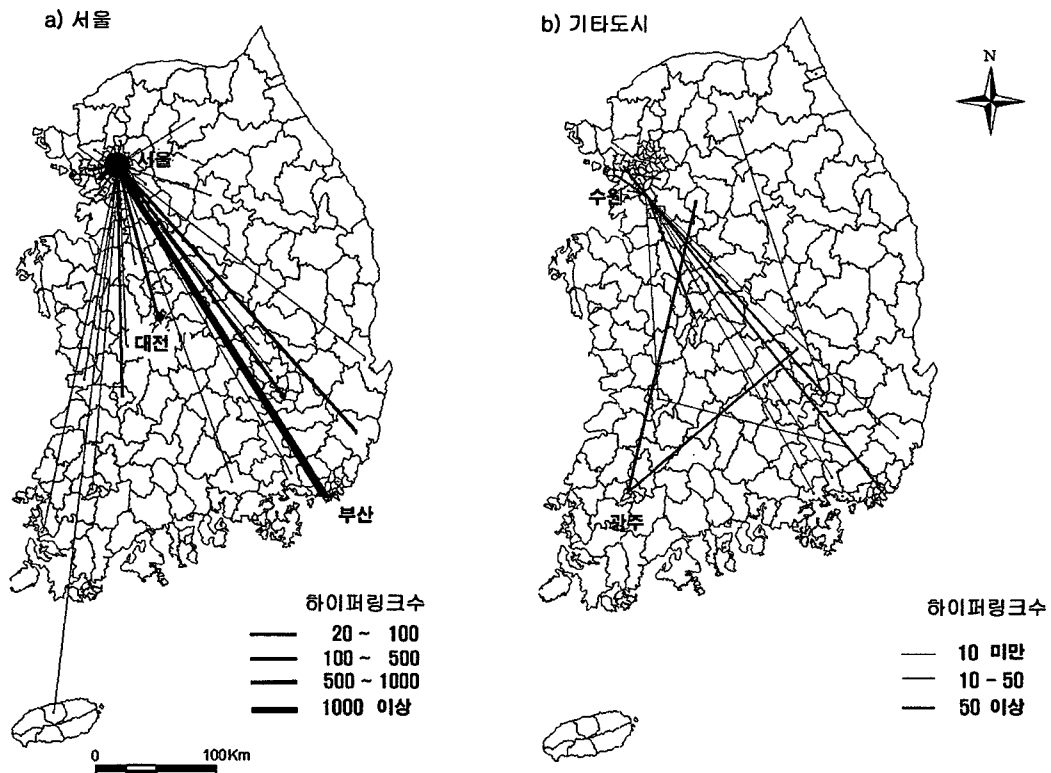 a) 서울
서울
대전
부산
하이퍼링크수
20 ~ 100
100 ~ 500
500 ~ 1000
1000 이상
0 100Km
b) 기타도시
N
수원
광주
하이퍼링크수
10 미만
10 - 50
50 이상